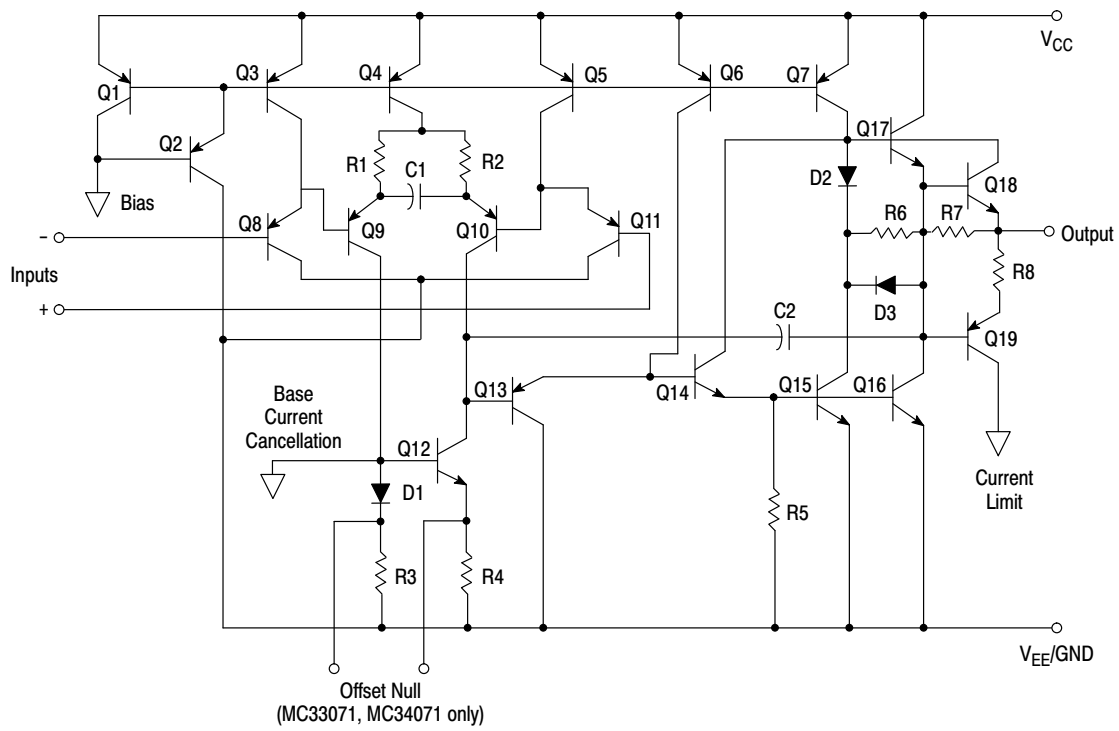 V_CC
Q1
Q3
Q4
Q5
Q6
Q7
Q2
Q17
Bias
R1
C1
R2
D2
Q18
Q8
Q9
Q10
Q11
R6
R7
−
Output
Inputs
R8
+
D3
C2
Q19
Q13
Q14
Q15
Q16
Base
Current
Cancellation
Q12
D1
Current
Limit
R5
R3
R4
V_EE/GND
Offset Null
(MC33071, MC34071 only)